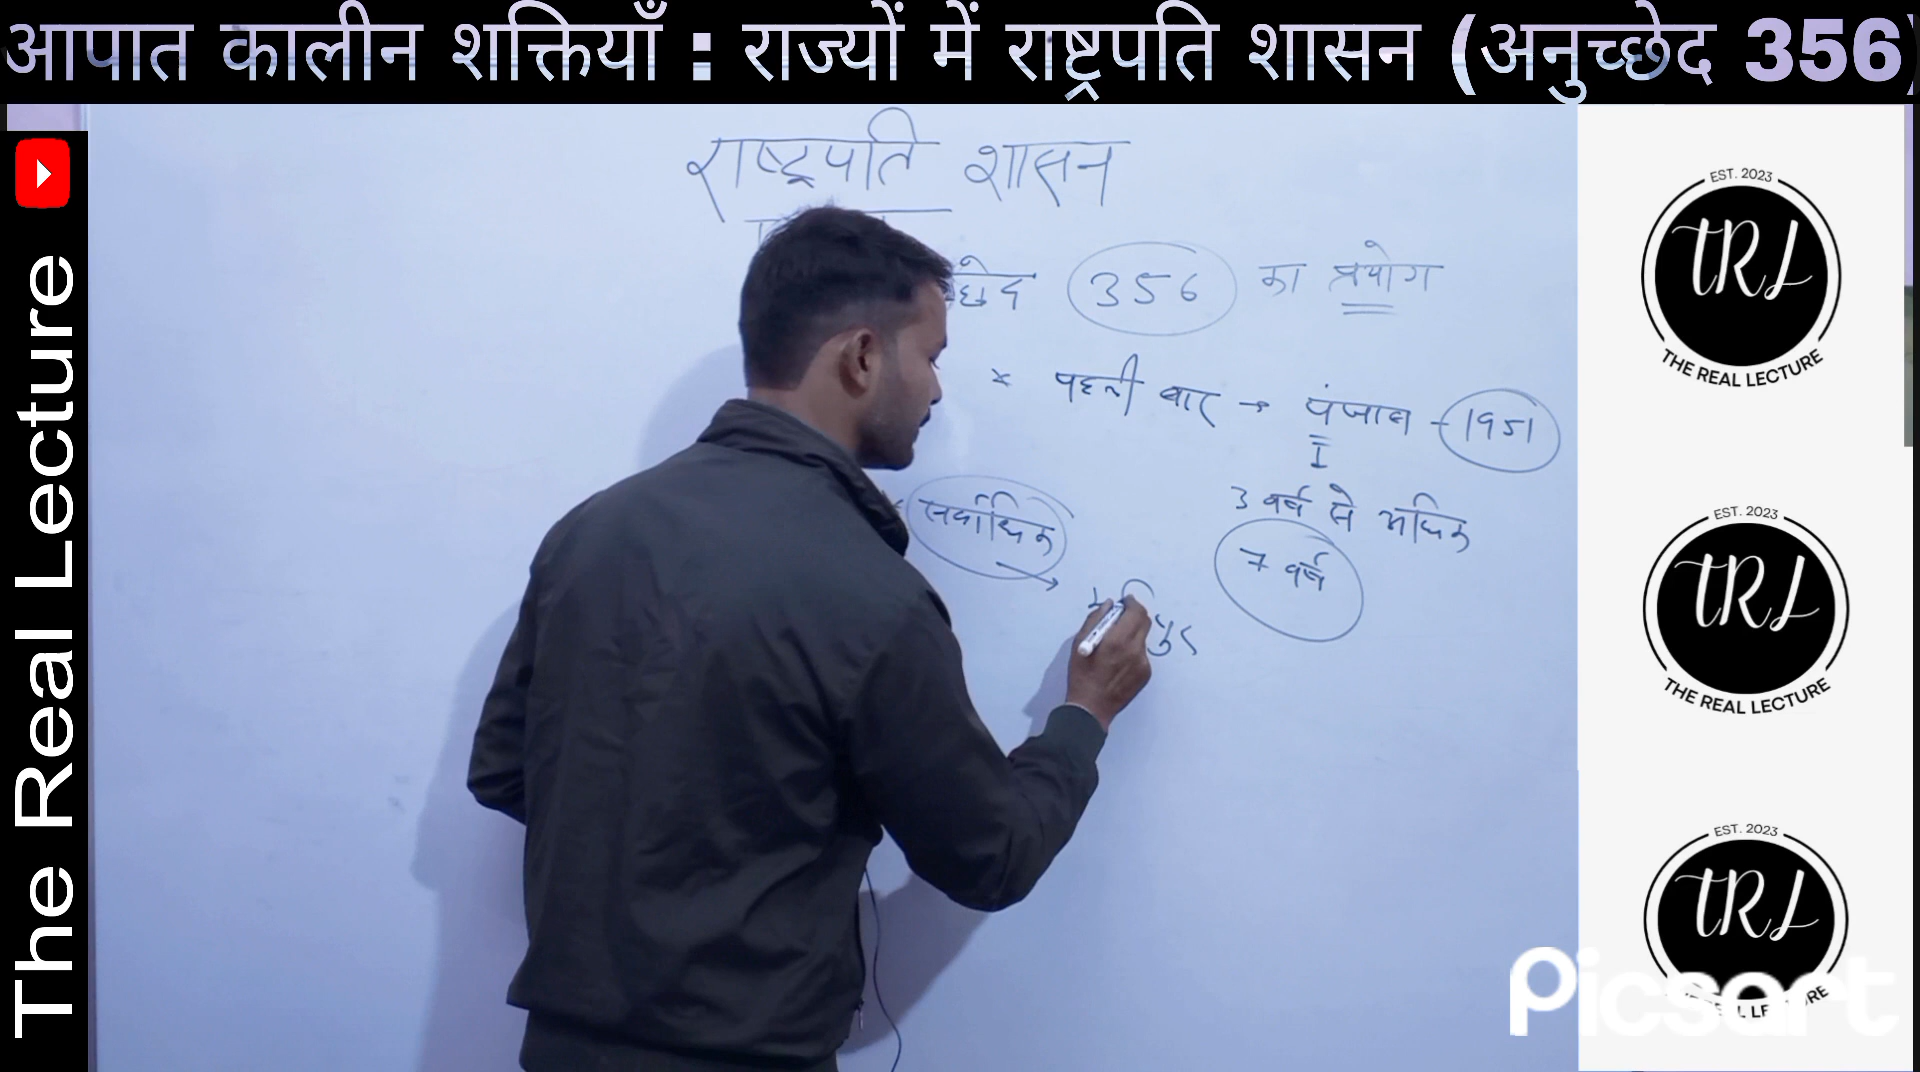 आपात कालीन शक्तियाँ : राज्यों में राष्ट्रपति शासन (अनुच्छेद 356)
The Real Lecture
राष्ट्रपति शासन
356 का प्रयोग
* पहली बार → पंजाब - 1951
I
3 वर्ष से अधिक
सर्वाधिक →
7 वर्ष
पुर
EST. 2023
TRL
THE REAL LECTURE
EST. 2023
TRL
THE REAL LECTURE
EST. 2023
TRL
Picsart